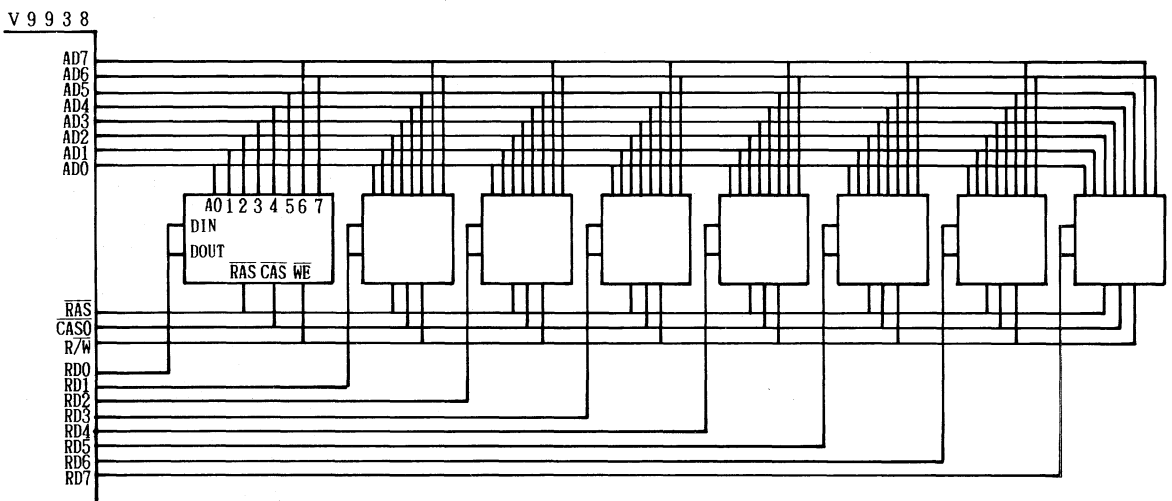 V9938
AD7
AD6
AD5
AD4
AD3
AD2
AD1
AD0
A0 1 2 3 4 5 6 7
DIN
DOUT
RAS CAS WE
RAS
CAS0
R/W
RD0
RD1
RD2
RD3
RD4
RD5
RD6
RD7